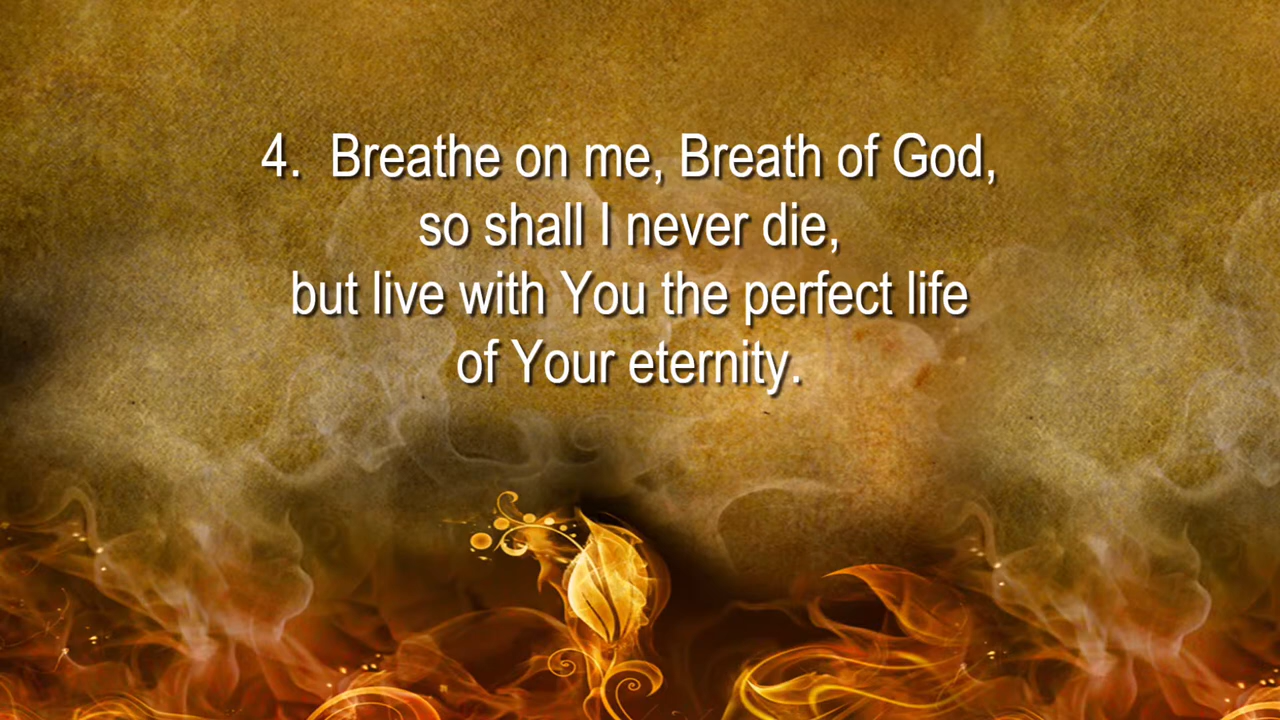 4. Breathe on me, Breath of God,
so shall I never die,
but live with You the perfect life
of Your eternity.